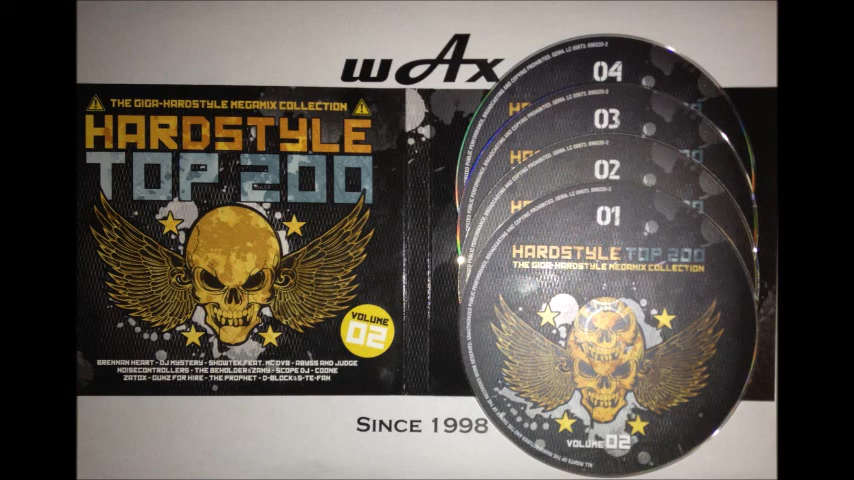 wAx
THE GIGA-HARDSTYLE MEGAMIX COLLECTION
HARDSTYLE
TOP 200
VOLUME
02
BRENNAN HEART - DJ MYSTERY - SHOWTEK FEAT. MC DV8 - ABYSS AND JUDGE
NOISECONTROLLERS - THE BEHOLDER & ZANY - SCOPE DJ - COONE
ZATOX - GUNZ FOR HIRE - THE PROPHET - D-BLOCK & S-TE-FAN
SINCE 1998
04
03
02
01
HARDSTYLE TOP 200
THE GIGA-HARDSTYLE MEGAMIX COLLECTION
VOLUME 02